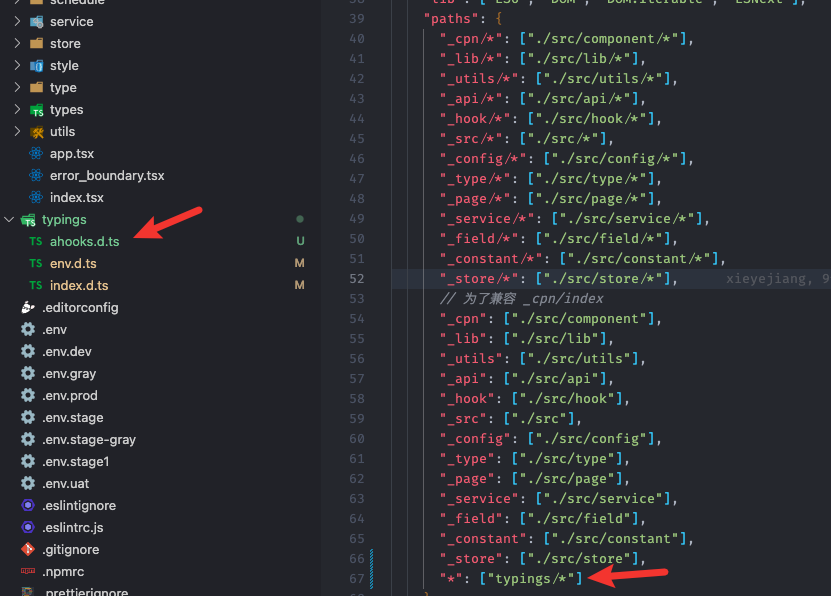 schedule
service
store
style
type
types
utils
app.tsx
error_boundary.tsx
index.tsx
typings
TS ahooks.d.ts U
TS env.d.ts M
TS index.d.ts M
.editorconfig
.env
.env.dev
.env.gray
.env.prod
.env.stage
.env.stage-gray
.env.stage1
.env.uat
.eslintignore
.eslintrc.js
.gitignore
.npmrc
.prettierignore
39 "paths": {
40 "_cpn/*": ["./src/component/*"],
41 "_lib/*": ["./src/lib/*"],
42 "_utils/*": ["./src/utils/*"],
43 "_api/*": ["./src/api/*"],
44 "_hook/*": ["./src/hook/*"],
45 "_src/*": ["./src/*"],
46 "_config/*": ["./src/config/*"],
47 "_type/*": ["./src/type/*"],
48 "_page/*": ["./src/page/*"],
49 "_service/*": ["./src/service/*"],
50 "_field/*": ["./src/field/*"],
51 "_constant/*": ["./src/constant/*"],
52 "_store/*": ["./src/store/*"], xieyejiang, 9
53 // 为了兼容 _cpn/index
54 "_cpn": ["./src/component"],
55 "_lib": ["./src/lib"],
56 "_utils": ["./src/utils"],
57 "_api": ["./src/api"],
58 "_hook": ["./src/hook"],
59 "_src": ["./src"],
60 "_config": ["./src/config"],
61 "_type": ["./src/type"],
62 "_page": ["./src/page"],
63 "_service": ["./src/service"],
64 "_field": ["./src/field"],
65 "_constant": ["./src/constant"],
66 "_store": ["./src/store"],
67 "*": ["typings/*"]